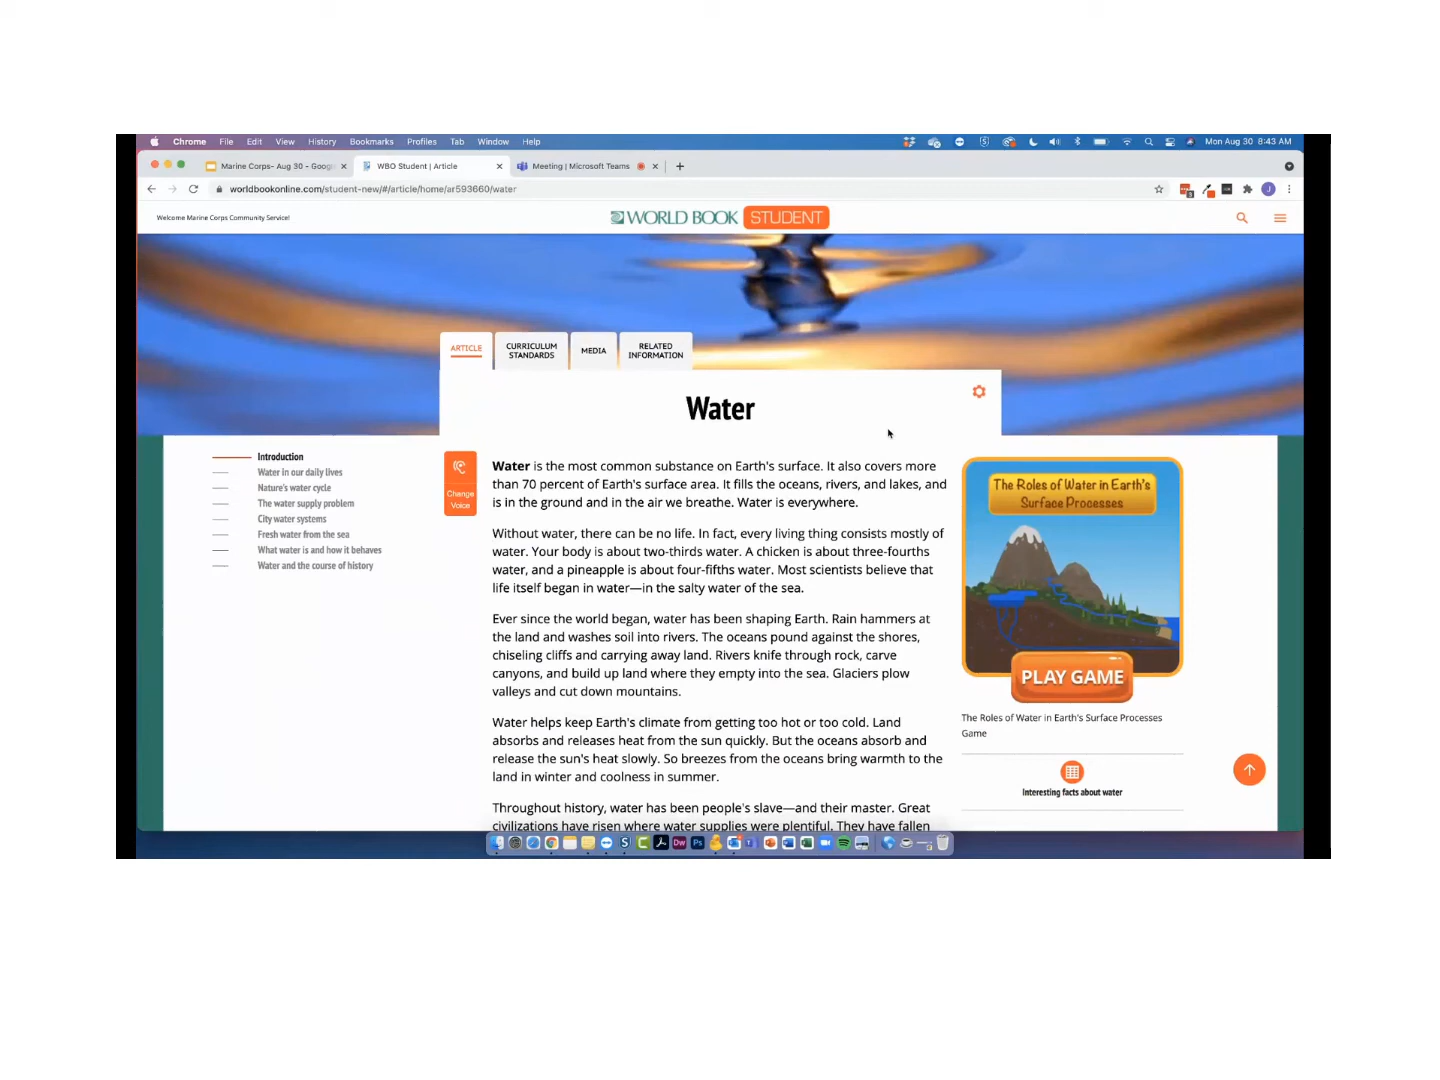 Chrome File Edit View History Bookmarks Profiles Tab Window Help
Mon Aug 30 8:43 AM
Marine Corps- Aug 30 - Goog
WBO Student | Article
Meeting | Microsoft Teams
worldbookonline.com/student-new/#/article/home/ar593660/water
Welcome Marine Corps Community Service!
WORLD BOOK STUDENT
ARTICLE
CURRICULUM
STANDARDS
MEDIA
RELATED
INFORMATION
Water
Introduction
Water in our daily lives
Nature's water cycle
The water supply problem
City water systems
Fresh water from the sea
What water is and how it behaves
Water and the course of history
Change
Voice
Water is the most common substance on Earth's surface. It also covers more
than 70 percent of Earth's surface area. It fills the oceans, rivers, and lakes, and
is in the ground and in the air we breathe. Water is everywhere.
Without water, there can be no life. In fact, every living thing consists mostly of
water. Your body is about two-thirds water. A chicken is about three-fourths
water, and a pineapple is about four-fifths water. Most scientists believe that
life itself began in water—in the salty water of the sea.
Ever since the world began, water has been shaping Earth. Rain hammers at
the land and washes soil into rivers. The oceans pound against the shores,
chiseling cliffs and carrying away land. Rivers knife through rock, carve
canyons, and build up land where they empty into the sea. Glaciers plow
valleys and cut down mountains.
Water helps keep Earth's climate from getting too hot or too cold. Land
absorbs and releases heat from the sun quickly. But the oceans absorb and
release the sun's heat slowly. So breezes from the oceans bring warmth to the
land in winter and coolness in summer.
Throughout history, water has been people's slave—and their master. Great
civilizations have risen where water supplies were plentiful. They have fallen
The Roles of Water in Earth's
Surface Processes
PLAY GAME
The Roles of Water in Earth's Surface Processes
Game
Interesting facts about water